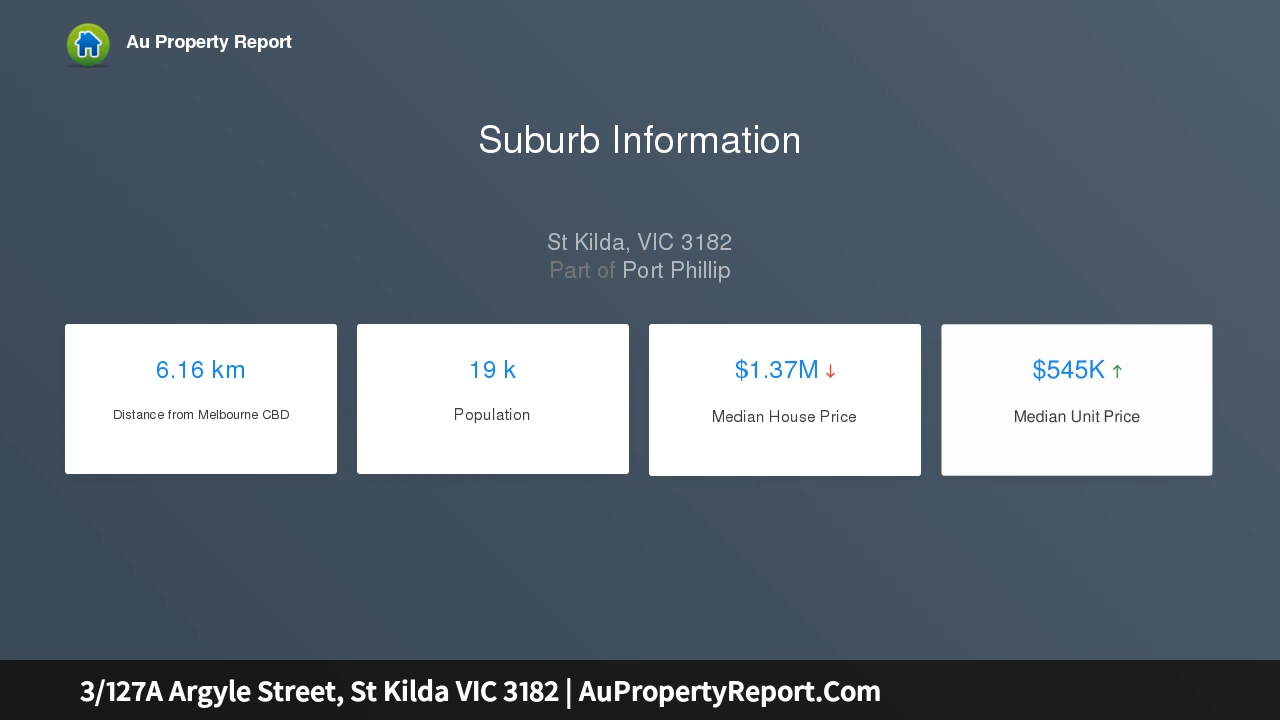 Au Property Report
Suburb Information
St Kilda, VIC 3182
Part of Port Phillip
6.16 km
Distance from Melbourne CBD
19 k
Population
$1.37M ↓
Median House Price
$545K ↑
Median Unit Price
3/127A Argyle Street, St Kilda VIC 3182 | AuPropertyReport.Com